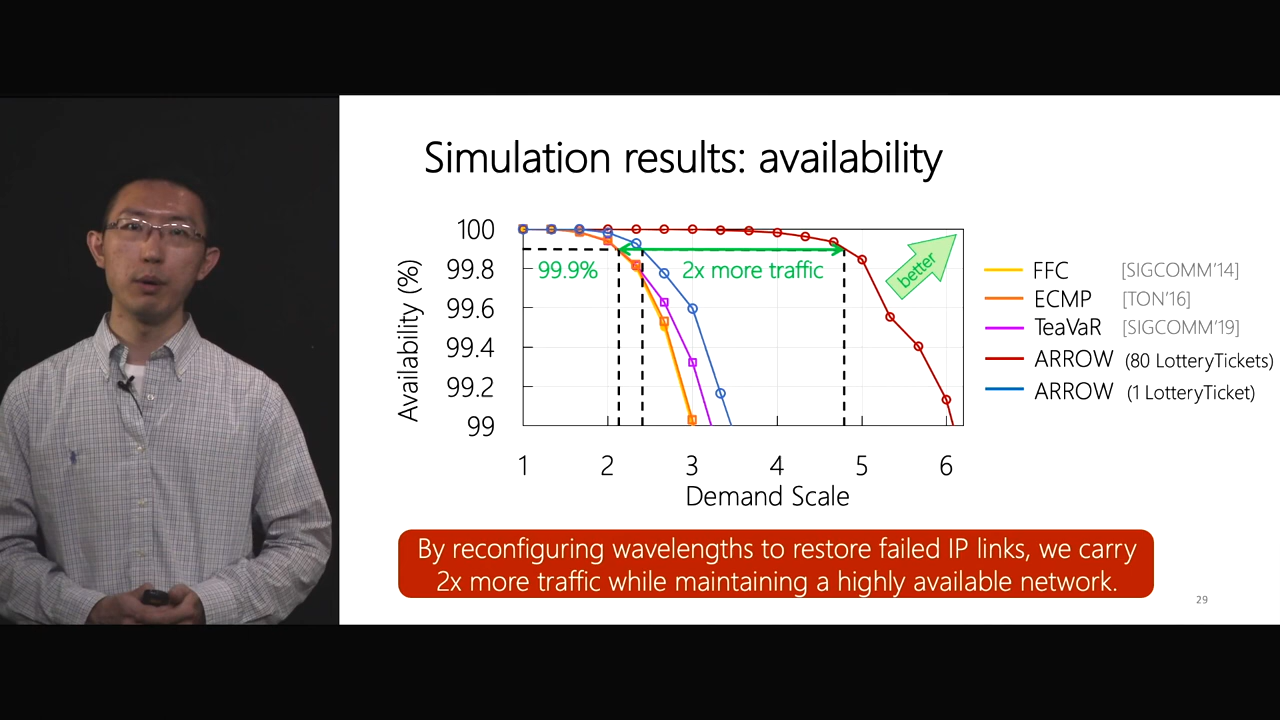 Simulation results: availability
Availability (%)
100
99.8
99.6
99.4
99.2
99
99.9%
2x more traffic
better
1 2 3 4 5 6
Demand Scale
FFC [SIGCOMM'14]
ECMP [TON'16]
TeaVaR [SIGCOMM'19]
ARROW (80 LotteryTickets)
ARROW (1 LotteryTicket)
By reconfiguring wavelengths to restore failed IP links, we carry
2x more traffic while maintaining a highly available network.
29